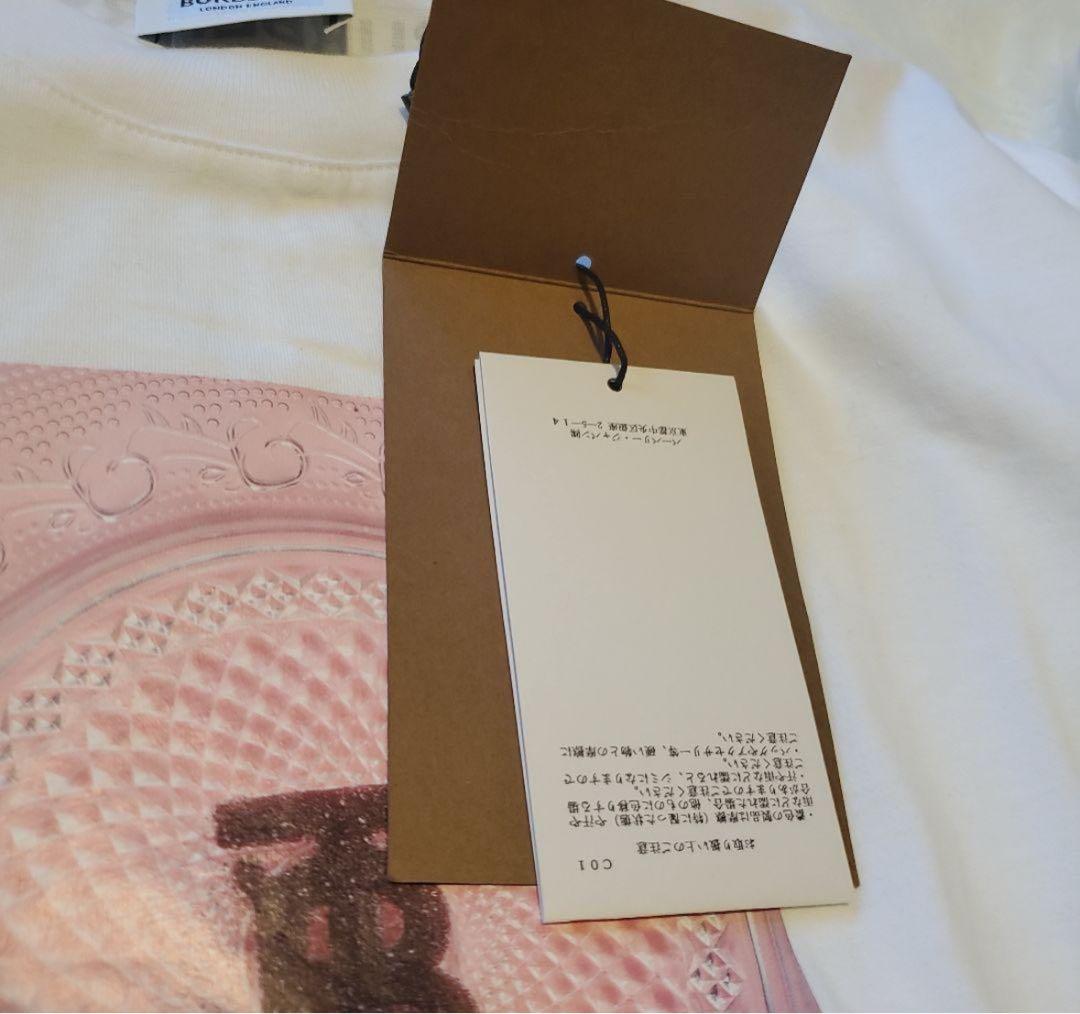 LONDON ENGLAND
C01
お取り扱い上のご注意
・濃色の製品は摩擦（特に湿った状態）や汗や
雨などに濡れた場合、他のものに色移りする場
合がありますのでご注意ください。
・汗や雨などに濡れると、シミになりますので
ご注意ください。
・バッグやアクセサリー等、硬い物との摩擦に
ご注意ください。
バーバリー・ジャパン㈱
東京都中央区銀座 2—5—14
TB